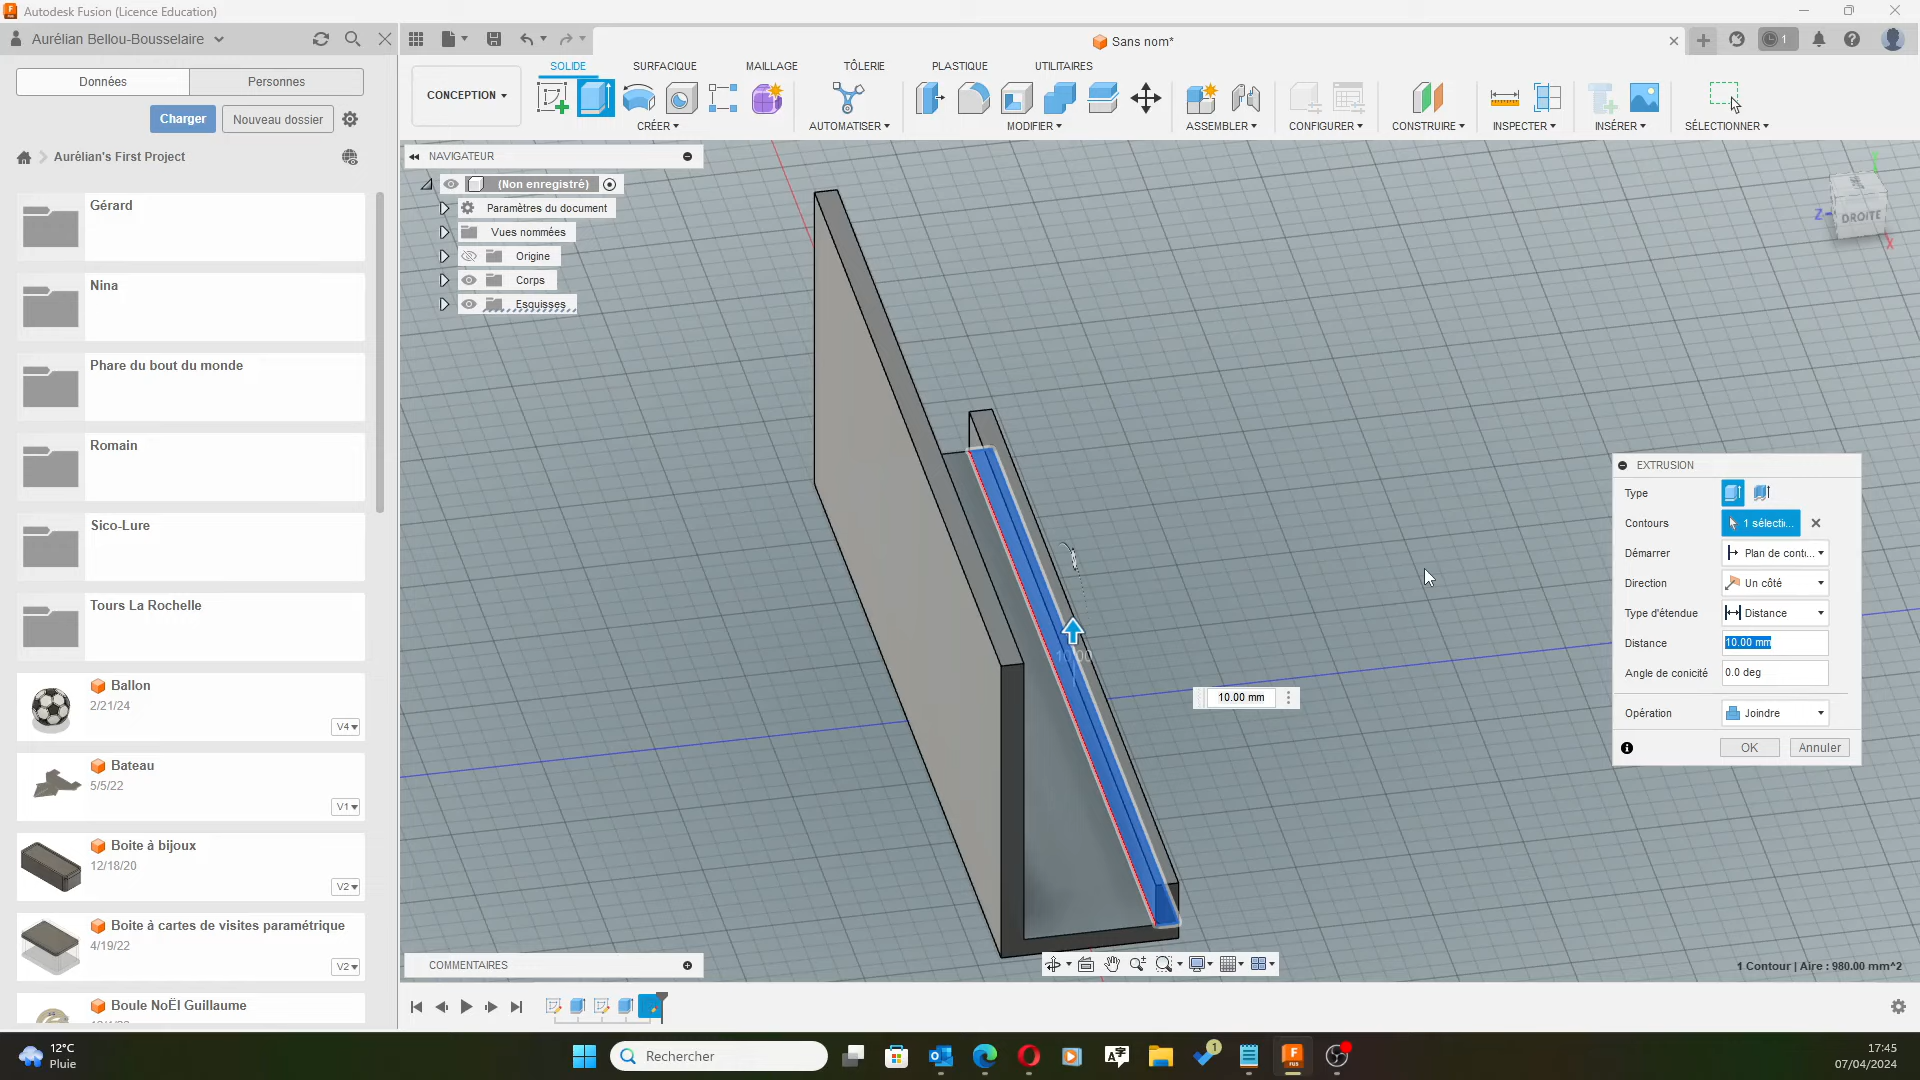 Autodesk Fusion (Licence Education)
Aurélian Bellou-Bousselaire
Sans nom*
1
Données
Personnes
Charger
Nouveau dossier
Aurélian's First Project
Gérard
Nina
Phare du bout du monde
Romain
Sico-Lure
Tours La Rochelle
Ballon
2/21/24
V4
Bateau
5/5/22
V1
Boite à bijoux
12/18/20
V2
Boite à cartes de visites paramétrique
4/19/22
V2
Boule NoËl Guillaume
CONCEPTION
SOLIDE
SURFACIQUE
MAILLAGE
TÔLERIE
PLASTIQUE
UTILITAIRES
CRÉER
AUTOMATISER
MODIFIER
ASSEMBLER
CONFIGURER
CONSTRUIRE
INSPECTER
INSÉRER
SÉLECTIONNER
NAVIGATEUR
(Non enregistré)
Paramètres du document
Vues nommées
Origine
Corps
Esquisses
DROITE
Z
X
10.00
10.00 mm
EXTRUSION
Type
Contours
1 sélecti...
Démarrer
Plan de cont...
Direction
Un côté
Type d'étendue
Distance
Distance
10.00 mm
Angle de conicité
0.0 deg
Opération
Joindre
OK
Annuler
COMMENTAIRES
1 Contour | Aire : 980.00 mm^2
12°C
Pluie
Rechercher
1
17:45
07/04/2024